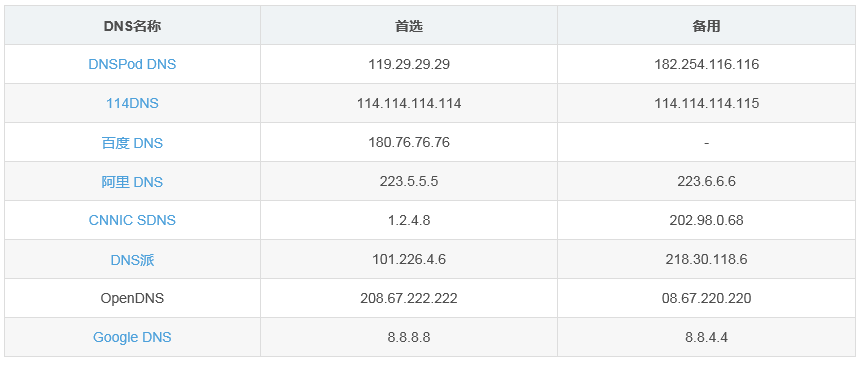 DNS名称 首选 备用
DNSPod DNS 119.29.29.29 182.254.116.116
114DNS 114.114.114.114 114.114.114.115
百度 DNS 180.76.76.76 -
阿里 DNS 223.5.5.5 223.6.6.6
CNNIC SDNS 1.2.4.8 202.98.0.68
DNS派 101.226.4.6 218.30.118.6
OpenDNS 208.67.222.222 08.67.220.220
Google DNS 8.8.8.8 8.8.4.4